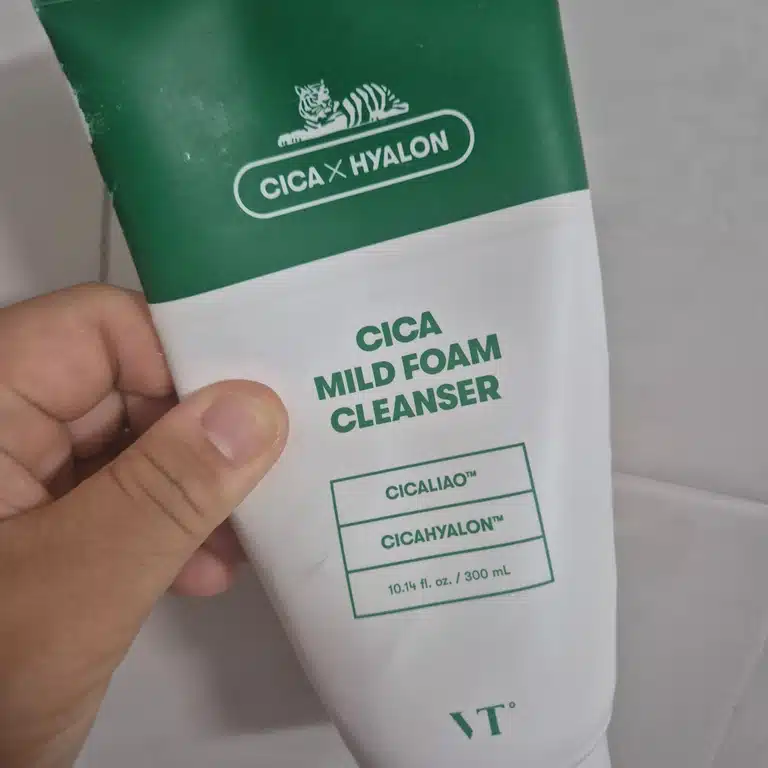 CICA X HYALON
CICA
MILD FOAM
CLEANSER
CICALIAO™
CICAHYALON™
10.14 fl. oz. / 300 mL
VT°